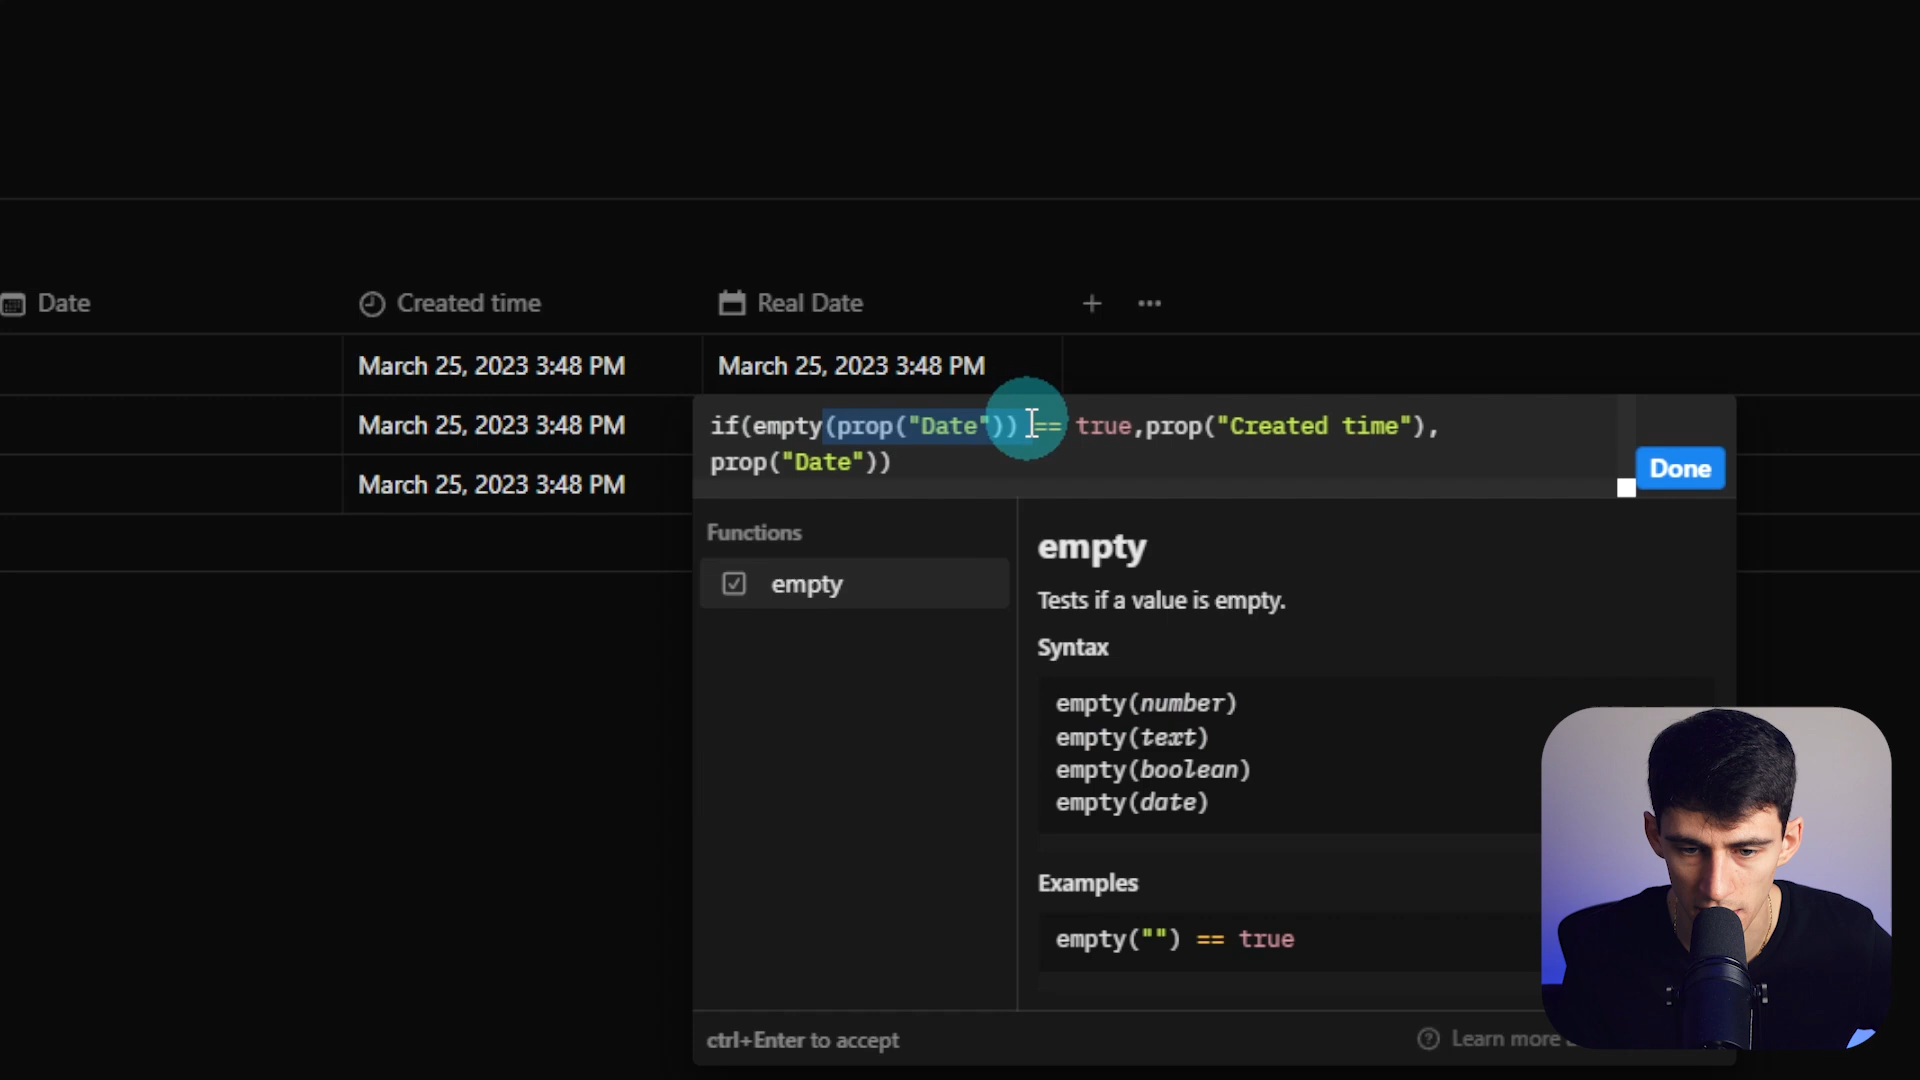 Date Created time Real Date + •••
March 25, 2023 3:48 PM March 25, 2023 3:48 PM
March 25, 2023 3:48 PM
March 25, 2023 3:48 PM
if(empty(prop("Date")) == true,prop("Created time"),
prop("Date"))
Done
Functions
empty
empty
Tests if a value is empty.
Syntax
empty(number)
empty(text)
empty(boolean)
empty(date)
Examples
empty("") == true
ctrl+Enter to accept
Learn more